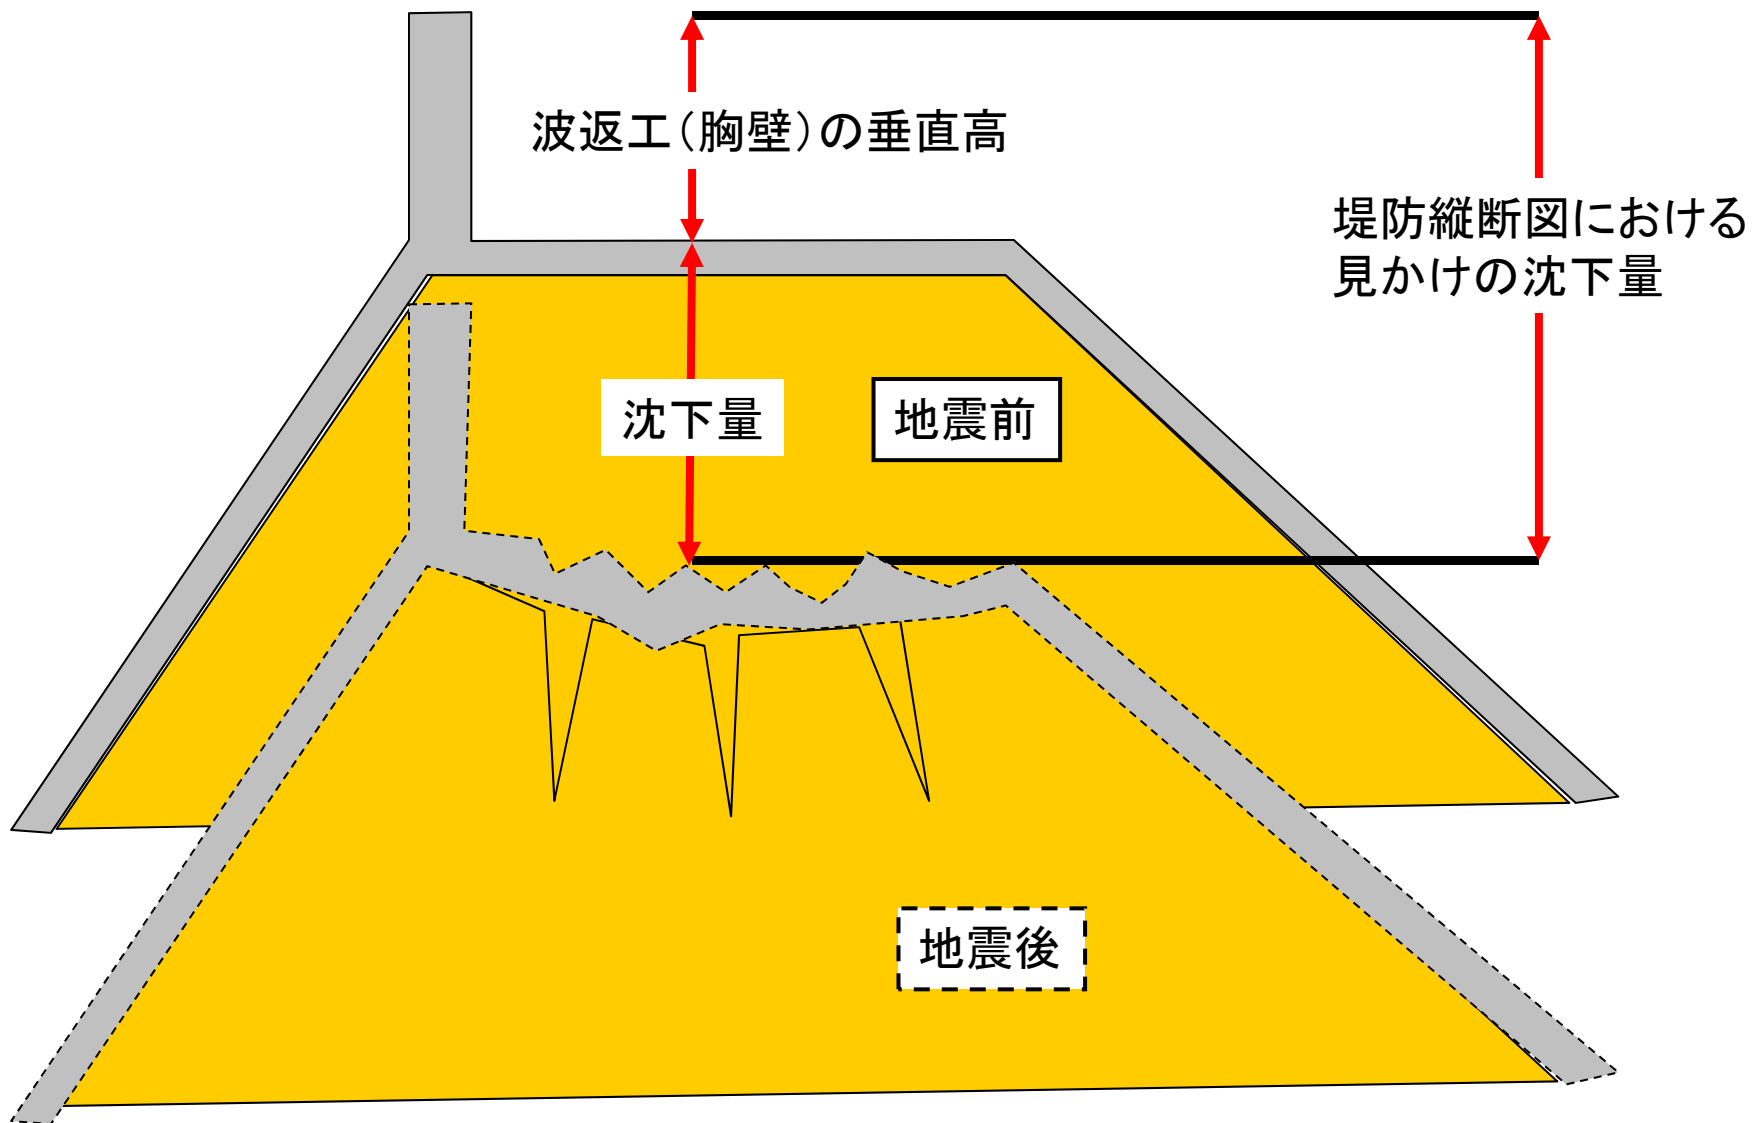 波返工（胸壁）の垂直高
堤防縦断図における
見かけの沈下量
沈下量
地震前
地震後